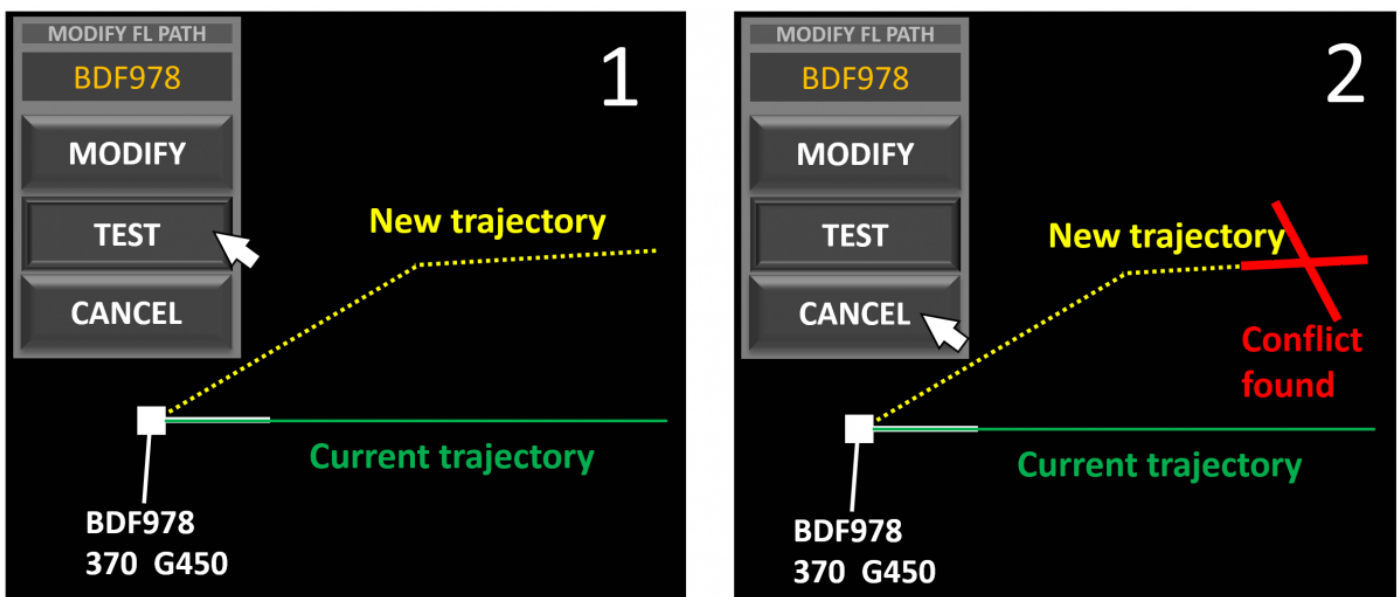 MODIFY FL PATH
BDF978
1
MODIFY
TEST
CANCEL
New trajectory
Current trajectory
BDF978
370 G450
MODIFY FL PATH
BDF978
2
MODIFY
TEST
CANCEL
New trajectory
Conflict
found
Current trajectory
BDF978
370 G450